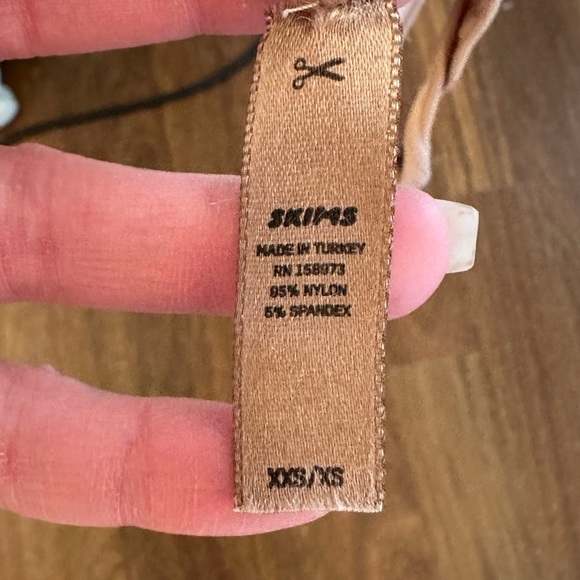 SKIMS
MADE IN TURKEY
RN 158973
95% NYLON
5% SPANDEX
XXS/XS